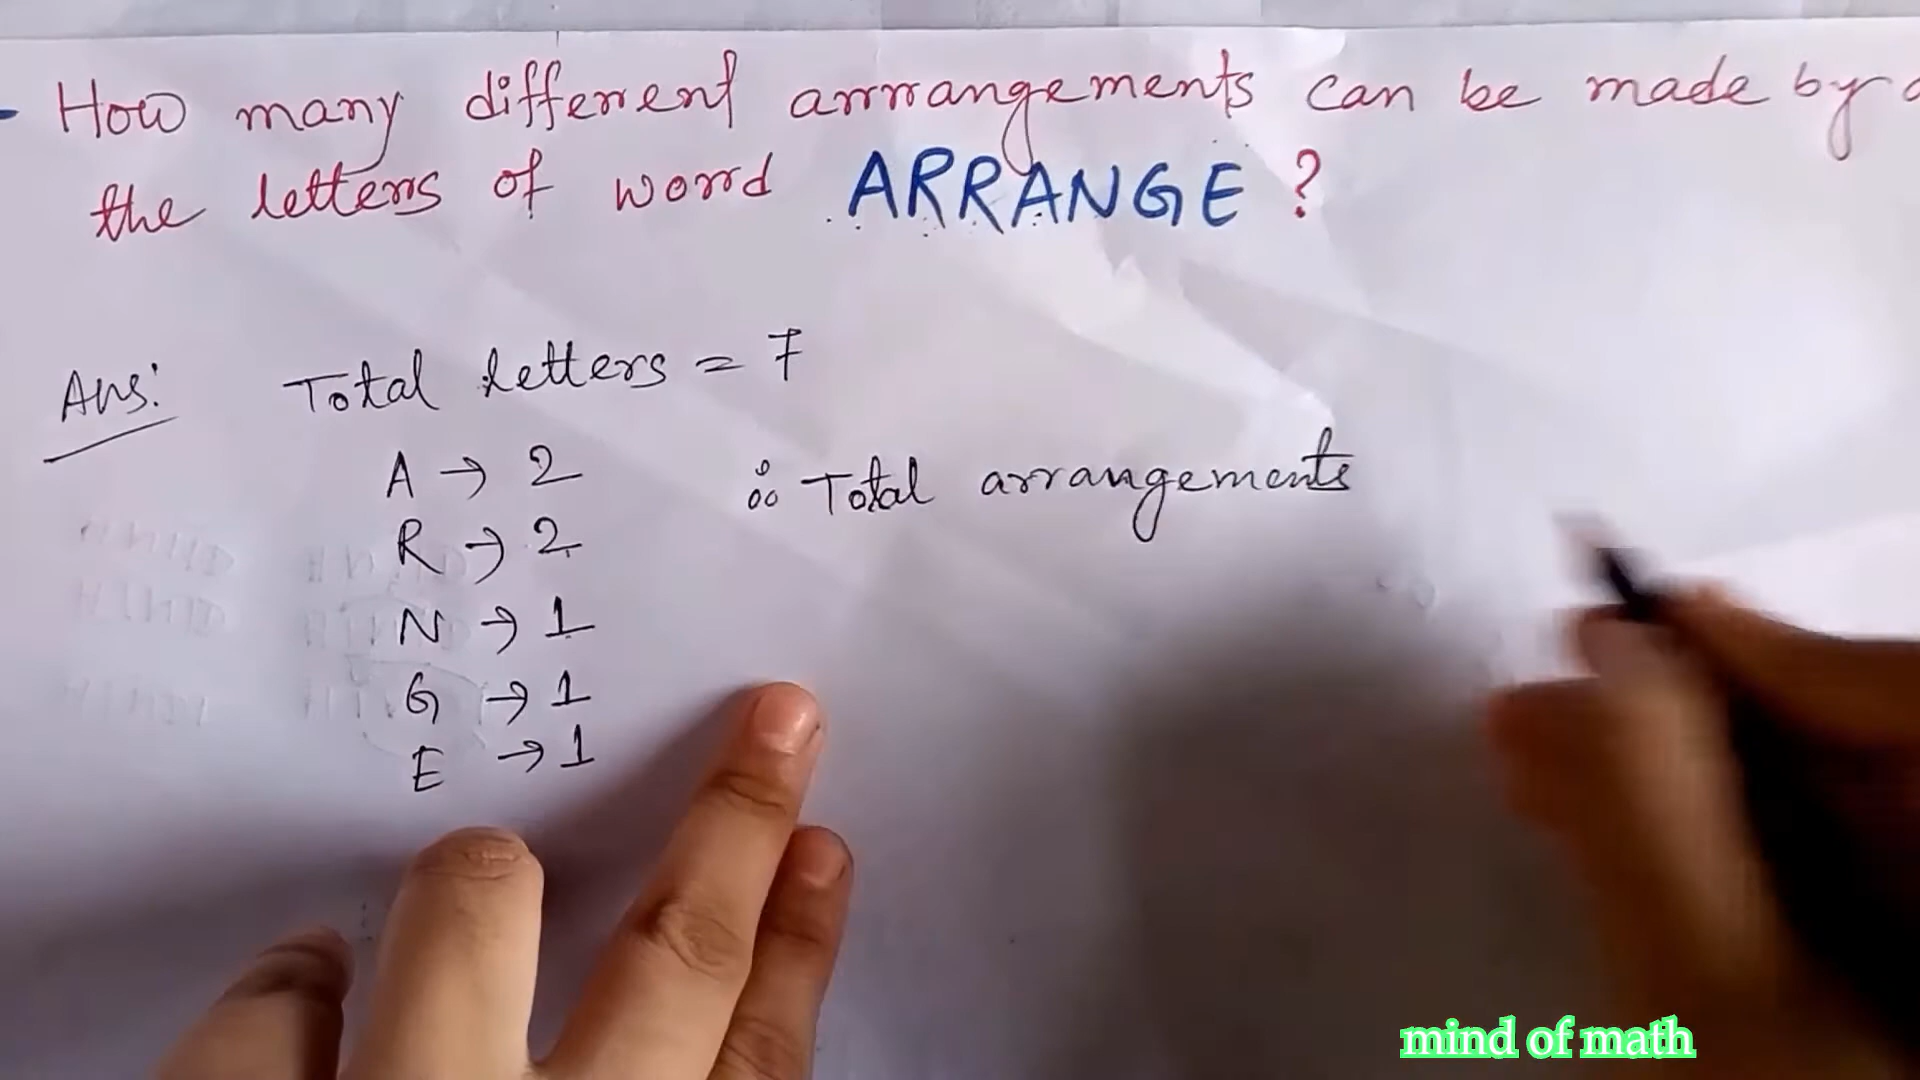 How many different arrangements can be made by
the letters of word ARRANGE ?
Ans: Total letters = 7
A → 2
R → 2
N → 1
G → 1
E → 1
∴ Total arrangements
mind of math